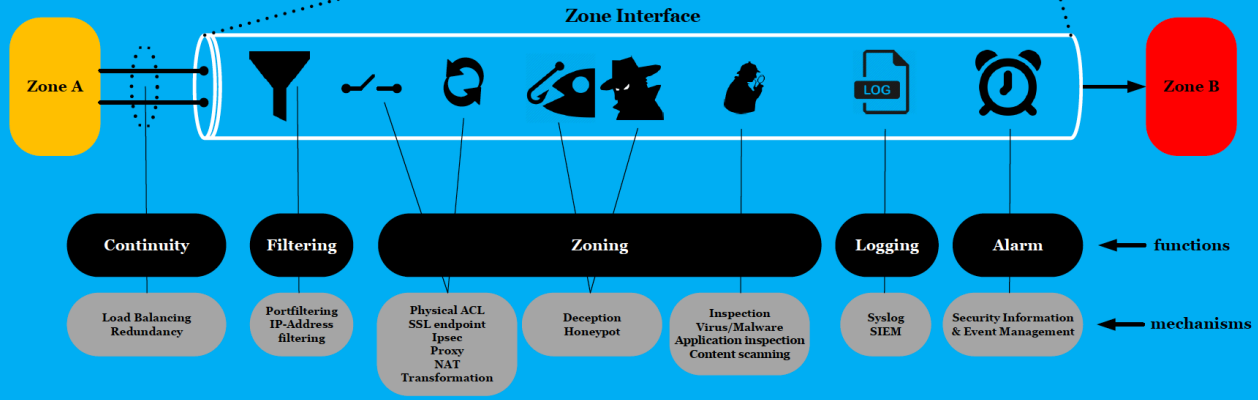 Zone Interface
Zone A
LOG
Zone B
Continuity
Filtering
Zoning
Logging
Alarm
functions
Load Balancing
Redundancy
Portfiltering
IP-Address
filtering
Physical ACL
SSL endpoint
Ipsec
Proxy
NAT
Transformation
Deception
Honeypot
Inspection
Virus/Malware
Application inspection
Content scanning
Syslog
SIEM
Security Information
& Event Management
mechanisms